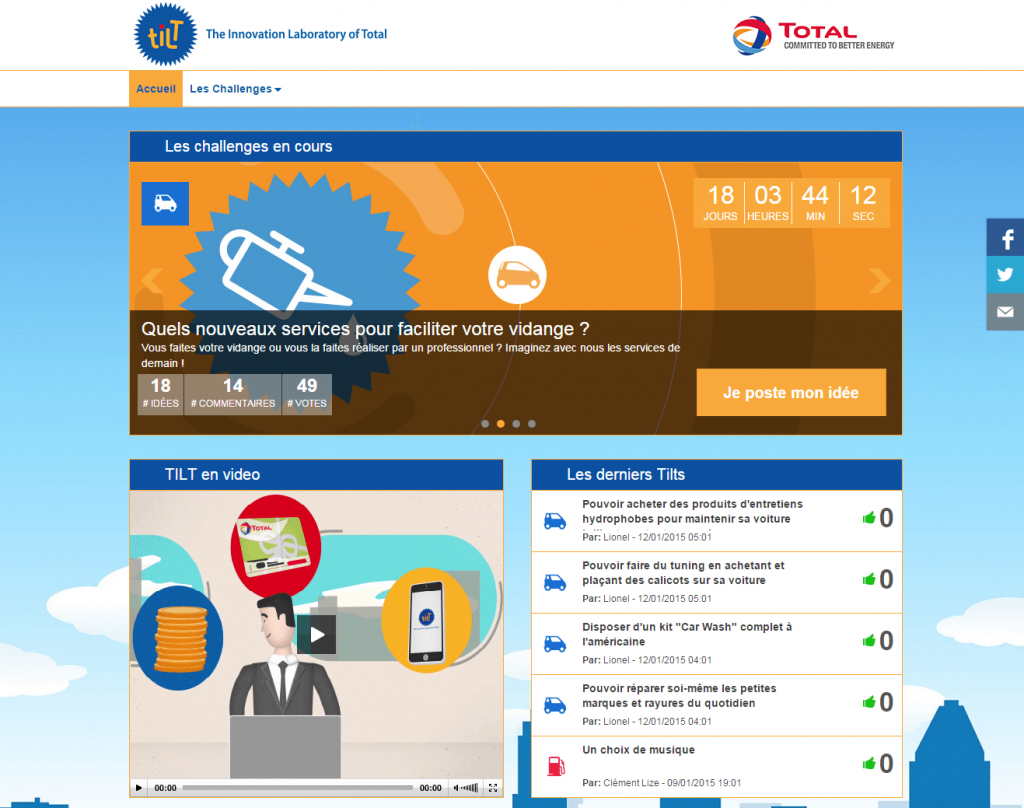 tiLT
The Innovation Laboratory of Total
TOTAL
COMMITTED TO BETTER ENERGY
Accueil
Les Challenges
Les challenges en cours
18 03 44 12
JOURS HEURES MIN SEC
Quels nouveaux services pour faciliter votre vidange ?
Vous faites votre vidange ou vous la faites réaliser par un professionnel ? Imaginez avec nous les services de
demain !
18 14 49
# IDÉES # COMMENTAIRES # VOTES
Je poste mon idée
TILT en video
TOTAL
tiLT
00:00 00:00
Les derniers Tilts
Pouvoir acheter des produits d'entretiens
hydrophobes pour maintenir sa voiture
Par: Lionel - 12/01/2015 05:01
0
Pouvoir faire du tuning en achetant et
plaçant des calicots sur sa voiture
Par: Lionel - 12/01/2015 05:01
0
Disposer d'un kit "Car Wash" complet à
l'américaine
Par: Lionel - 12/01/2015 04:01
0
Pouvoir réparer soi-même les petites
marques et rayures du quotidien
Par: Lionel - 12/01/2015 04:01
0
Un choix de musique
Par: Clément Lize - 09/01/2015 19:01
0